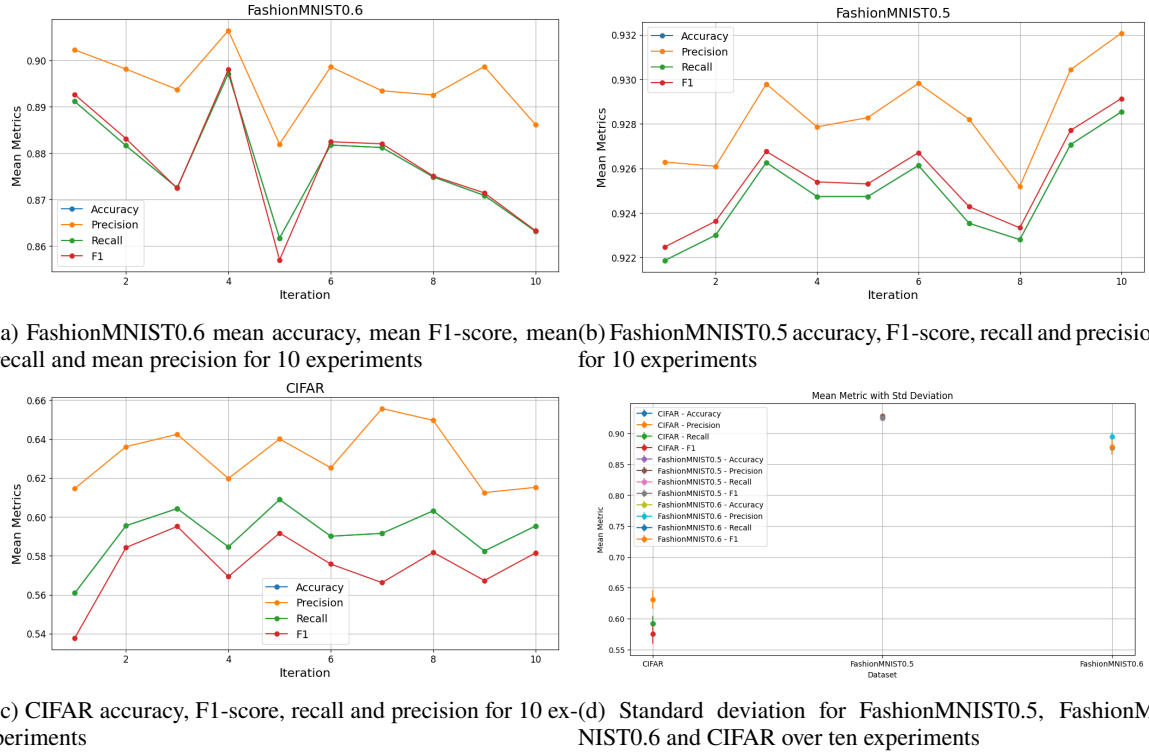 FashionMNIST0.6
Mean Metrics
0.90
0.89
0.88
0.87
0.86
Accuracy
Precision
Recall
F1
2
4
6
8
10
Iteration
FashionMNIST0.5
Mean Metrics
0.932
0.930
0.928
0.926
0.924
0.922
Accuracy
Precision
Recall
F1
2
4
6
8
10
Iteration
a) FashionMNIST0.6 mean accuracy, mean F1-score, mean
recall and mean precision for 10 experiments
(b) FashionMNIST0.5 accuracy, F1-score, recall and precisio
for 10 experiments
CIFAR
Mean Metrics
0.66
0.64
0.62
0.60
0.58
0.56
0.54
Accuracy
Precision
Recall
F1
2
4
6
8
10
Iteration
Mean Metric with Std Deviation
Mean Metric
0.90
0.85
0.80
0.75
0.70
0.65
0.60
0.55
CIFAR - Accuracy
CIFAR - Precision
CIFAR - Recall
CIFAR - F1
FashionMNIST0.5 - Accuracy
FashionMNIST0.5 - Precision
FashionMNIST0.5 - Recall
FashionMNIST0.5 - F1
FashionMNIST0.6 - Accuracy
FashionMNIST0.6 - Precision
FashionMNIST0.6 - Recall
FashionMNIST0.6 - F1
CIFAR
FashionMNIST0.5
FashionMNIST0.6
Dataset
c) CIFAR accuracy, F1-score, recall and precision for 10 ex-
periments
(d) Standard deviation for FashionMNIST0.5, FashionM
NIST0.6 and CIFAR over ten experiments